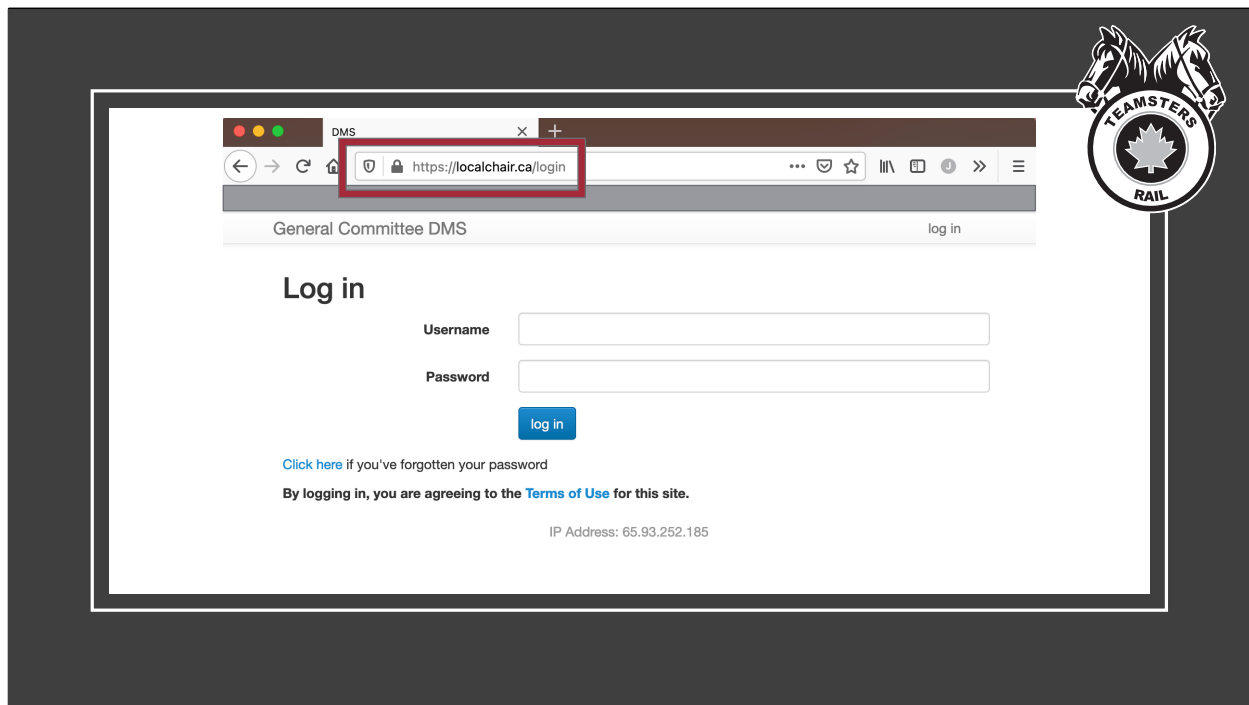 TEAMSTERS
RAIL
DMS
https://localchair.ca/login
General Committee DMS
log in
Log in
Username
Password
log in
Click here if you've forgotten your password
By logging in, you are agreeing to the Terms of Use for this site.
IP Address: 65.93.252.185